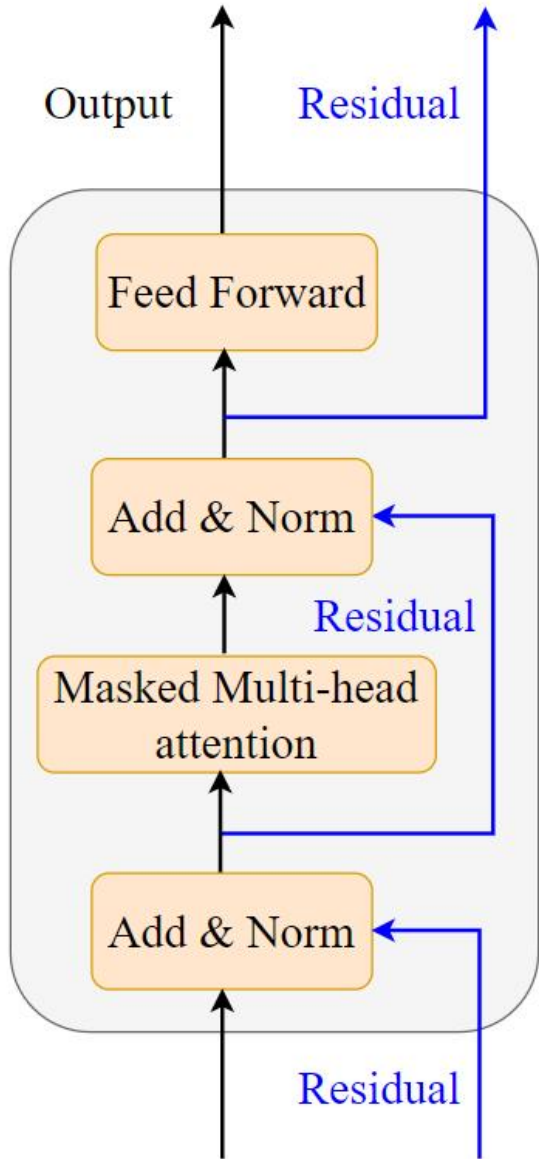 Output
Residual
Feed Forward
Add & Norm
Residual
Masked Multi-head
attention
Add & Norm
Residual